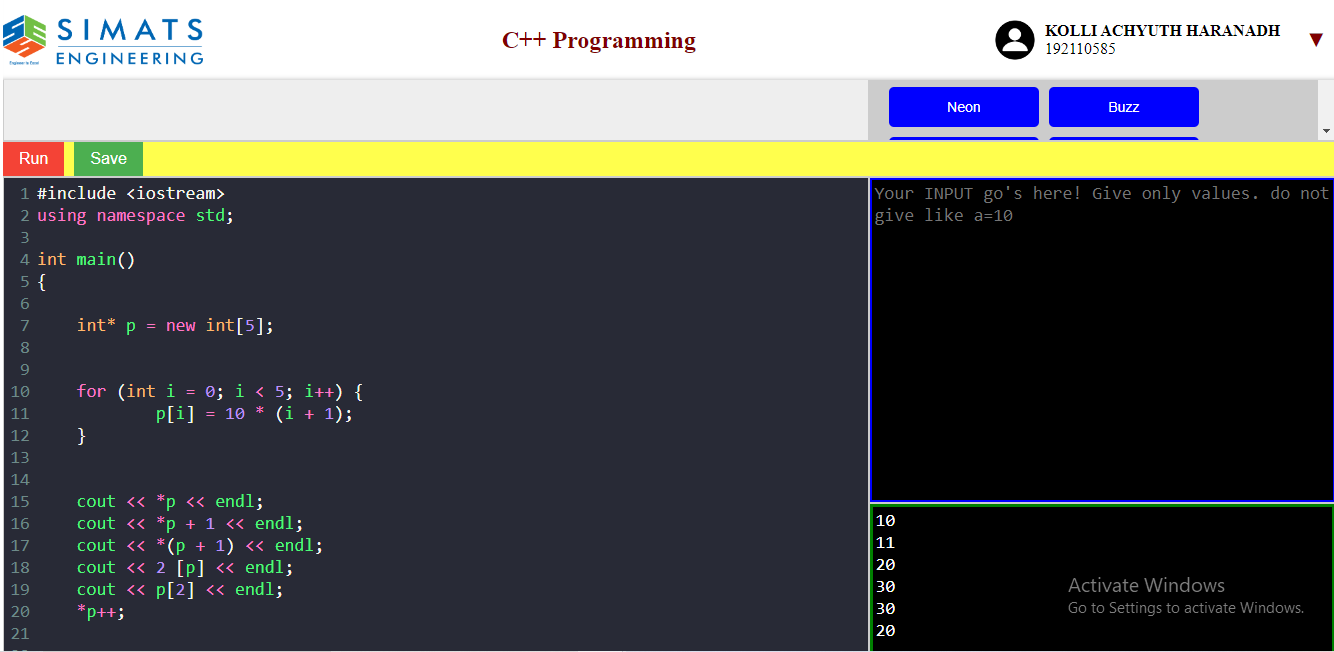 SIMATS
ENGINEERING
Engineer to Excel
C++ Programming
KOLLI ACHYUTH HARANADH
192110585
▼
Neon
Buzz
Run
Save
1 #include <iostream>
2 using namespace std;
3
4 int main()
5 {
6
7     int* p = new int[5];
8
9
10     for (int i = 0; i < 5; i++) {
11             p[i] = 10 * (i + 1);
12     }
13
14
15     cout << *p << endl;
16     cout << *p + 1 << endl;
17     cout << *(p + 1) << endl;
18     cout << 2 [p] << endl;
19     cout << p[2] << endl;
20     *p++;
21
Your INPUT go's here! Give only values. do not
give like a=10
10
11
20
30
30
20
Activate Windows
Go to Settings to activate Windows.